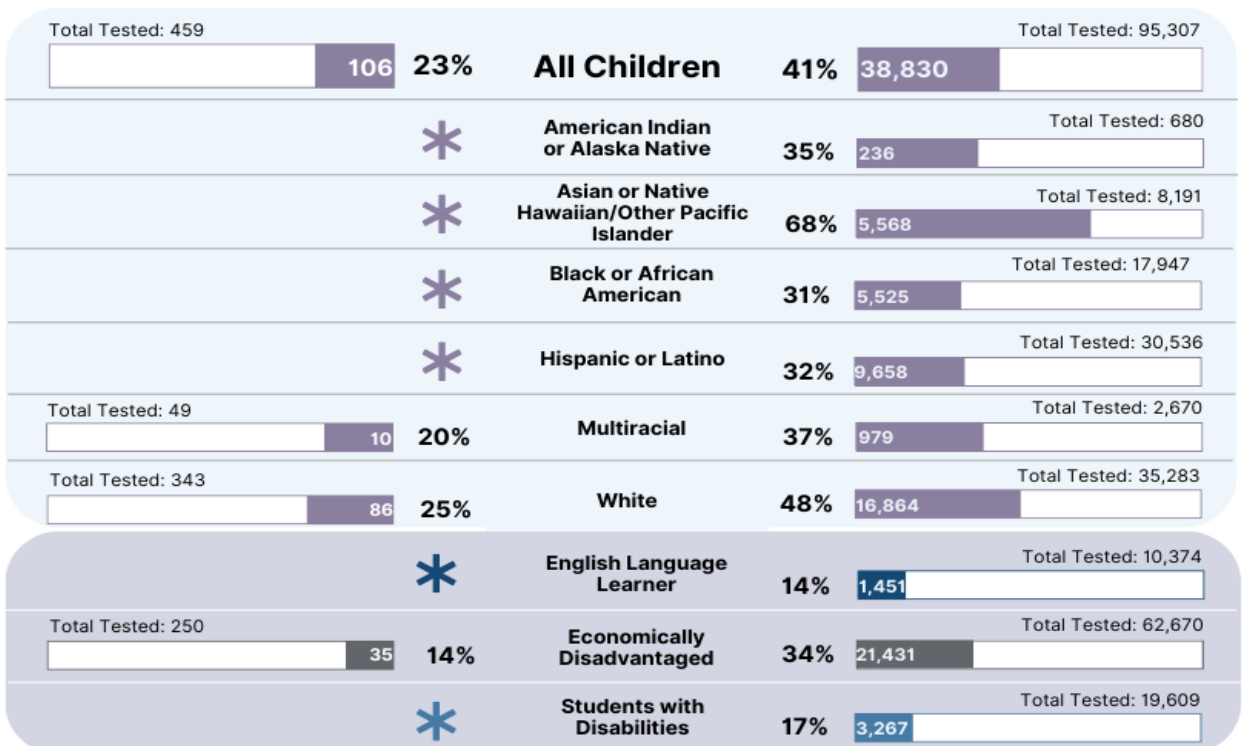 Total Tested: 459
Total Tested: 95,307
106 23% All Children 41% 38,830
Total Tested: 680
American Indian
or Alaska Native
* 35% 236
Total Tested: 8,191
Asian or Native
Hawaiian/Other Pacific
Islander
* 68% 5,568
Total Tested: 17,947
Black or African
American
* 31% 5,525
Total Tested: 30,536
* Hispanic or Latino 32% 9,658
Total Tested: 49
Total Tested: 2,670
10 20% Multiracial 37% 979
Total Tested: 343
Total Tested: 35,283
86 25% White 48% 16,864
Total Tested: 10,374
English Language
Learner
* 14% 1,451
Total Tested: 250
Total Tested: 62,670
Economically
Disadvantaged
35 14% 34% 21,431
Total Tested: 19,609
Students with
Disabilities
* 17% 3,267